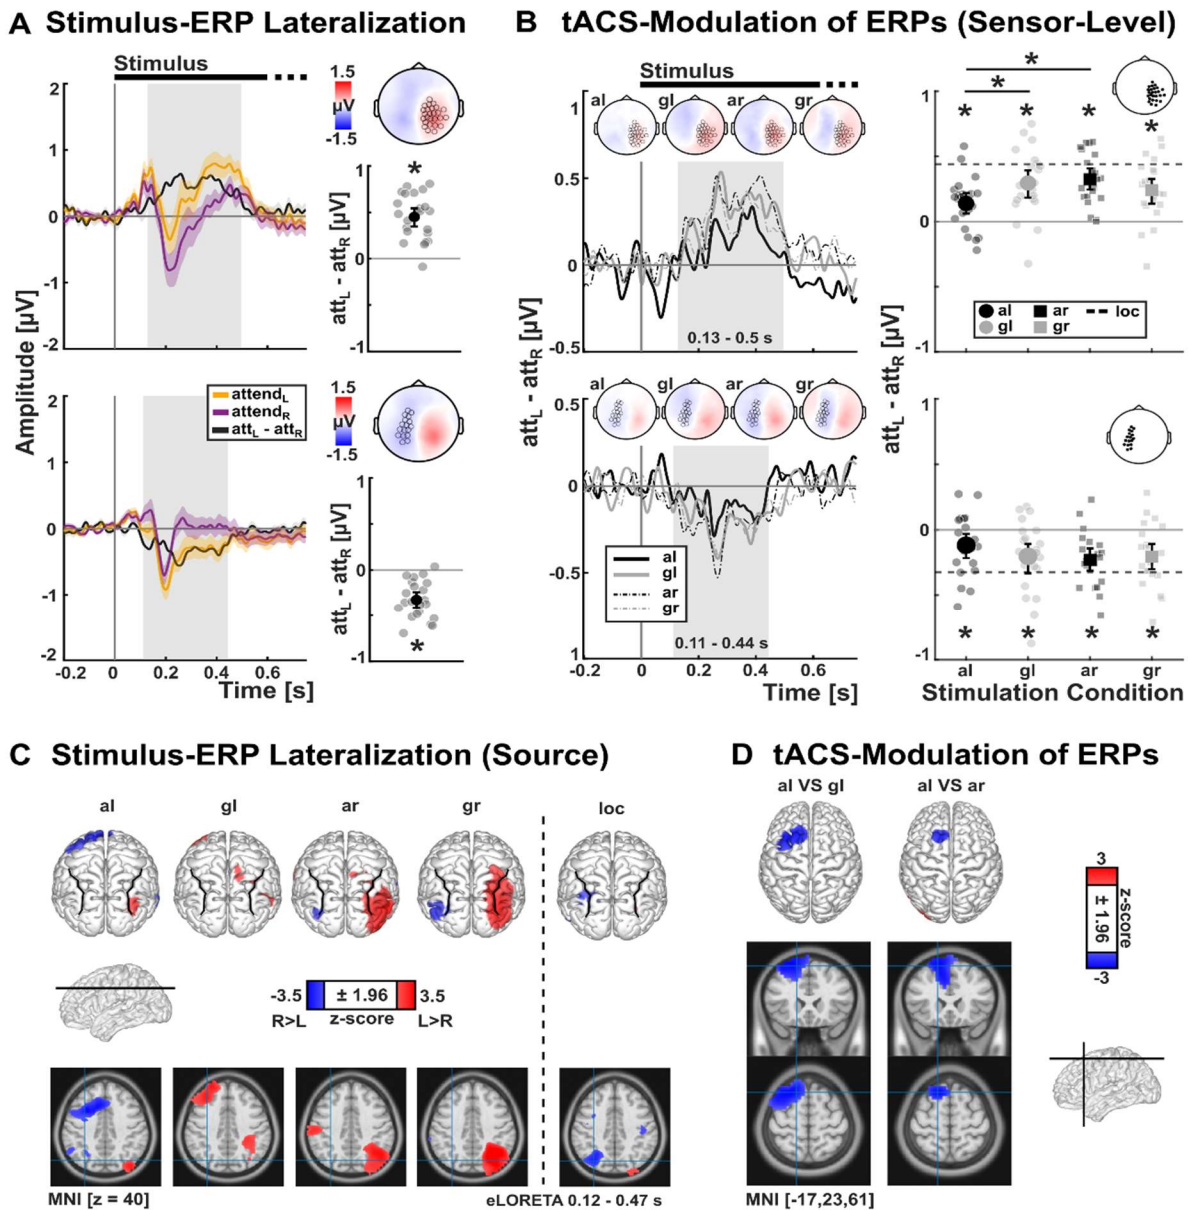 A Stimulus-ERP Lateralization
Stimulus
2
1
0
-1
-2
Amplitude [µV]
1.5
µV
-1.5
1
*
0
-1
attL - attR [µV]
2
attendL
attendR
attL - attR
1
0
-1
-2
-0.2 0 0.2 0.4 0.6
Time [s]
1.5
µV
-1.5
1
0
*
-1
attL - attR [µV]
B tACS-Modulation of ERPs (Sensor-Level)
Stimulus
al gl ar gr
1
0.5
0
-0.5
0.13 - 0.5 s
attL - attR [µV]
al gl ar gr
0.5
0
-0.5
1
al
gl
ar
gr
0.11 - 0.44 s
-0.2 0 0.2 0.4 0.6
Time [s]
*
*
* * * *
1
0
-1
al ar loc
gl gr
attL - attR [µV]
1
0
-1
* * * *
al gl ar gr
Stimulation Condition
C Stimulus-ERP Lateralization (Source)
al gl ar gr loc
-3.5 ± 1.96 3.5
R>L z-score L>R
MNI [z = 40]
eLORETA 0.12 - 0.47 s
D tACS-Modulation of ERPs
al VS gl al VS ar
3
± 1.96
z-score
-3
MNI [-17,23,61]